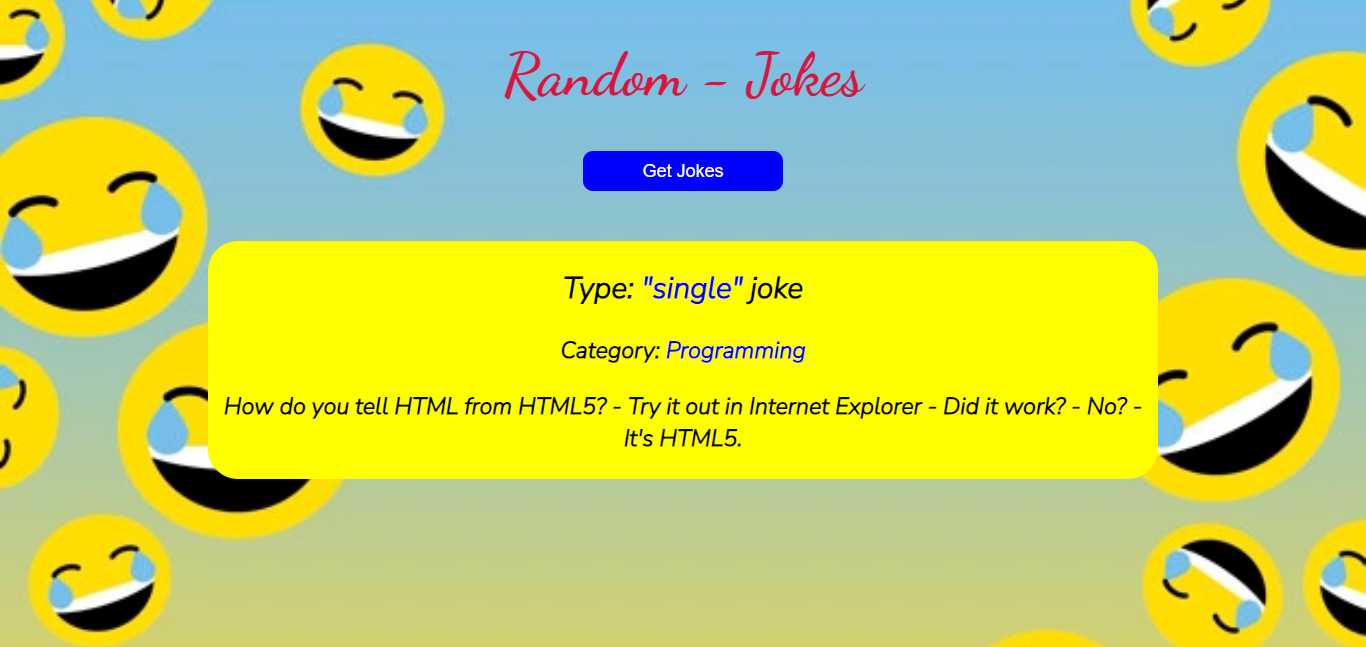 Random - Jokes
Get Jokes
Type: "single" joke
Category: Programming
How do you tell HTML from HTML5? - Try it out in Internet Explorer - Did it work? - No? -
It's HTML5.